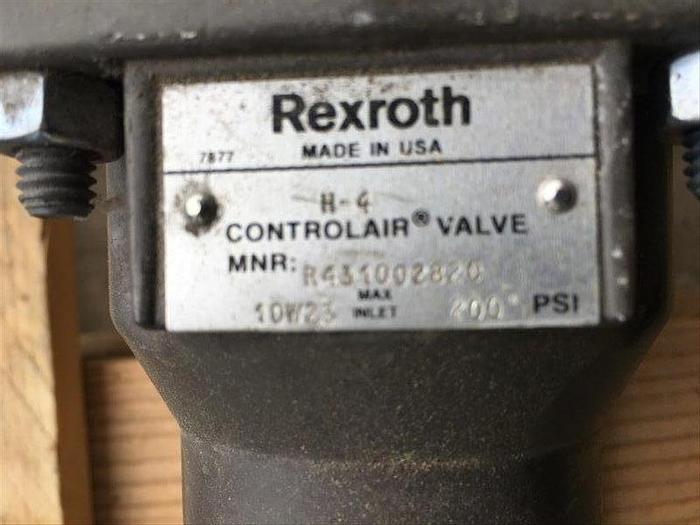 Rexroth
7877 MADE IN USA
H-4
CONTROLAIR® VALVE
MNR: R431002820
MAX
10W23 INLET 200 PSI